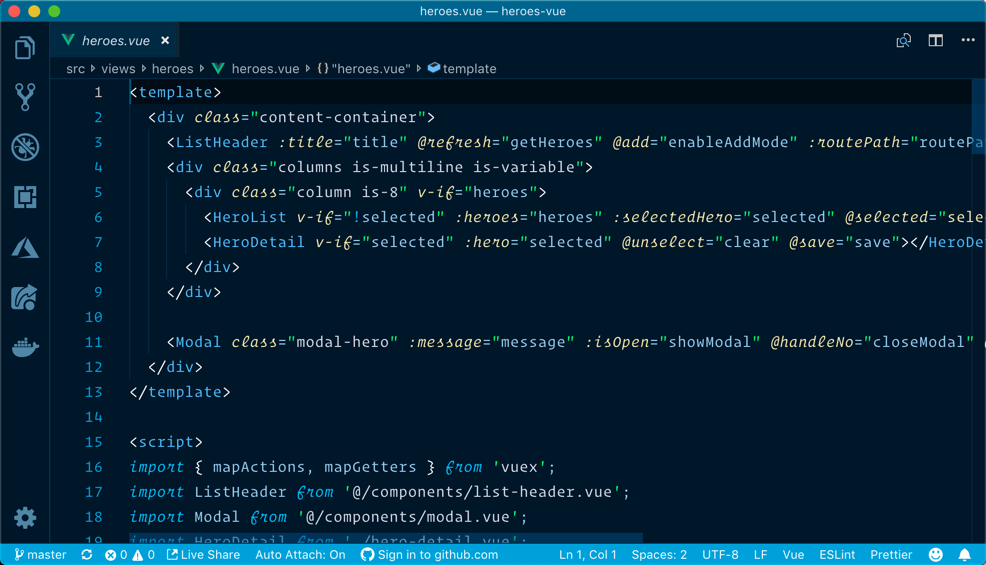 heroes.vue — heroes-vue
heroes.vue ×
src views heroes heroes.vue {} "heroes.vue" template
1 <template>
2 <div class="content-container">
3 <ListHeader :title="title" @refresh="getHeroes" @add="enableAddMode" :routePath="routePa
4 <div class="columns is-multiline is-variable">
5 <div class="column is-8" v-if="heroes">
6 <HeroList v-if="!selected" :heroes="heroes" :selectedHero="selected" @selected="sele
7 <HeroDetail v-if="selected" :hero="selected" @unselect="clear" @save="save"></HeroDe
8 </div>
9 </div>
10
11 <Modal class="modal-hero" :message="message" :isOpen="showModal" @handleNo="closeModal"
12 </div>
13 </template>
14
15 <script>
16 import { mapActions, mapGetters } from 'vuex';
17 import ListHeader from '@/components/list-header.vue';
18 import Modal from '@/components/modal.vue';
19 import HeroDetail from './hero-detail.vue';
master 0 0 Live Share Auto Attach: On Sign in to github.com Ln 1, Col 1 Spaces: 2 UTF-8 LF Vue ESLint Prettier